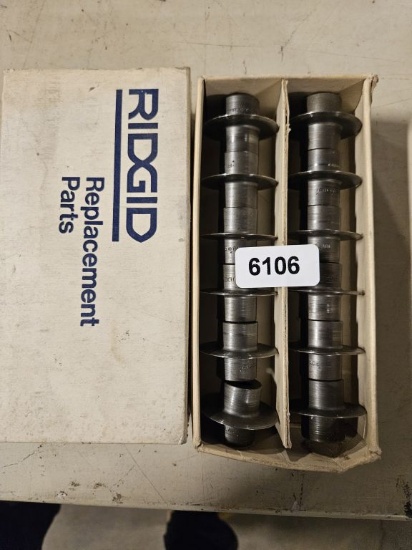 RIDGID
Replacement
Parts
6106